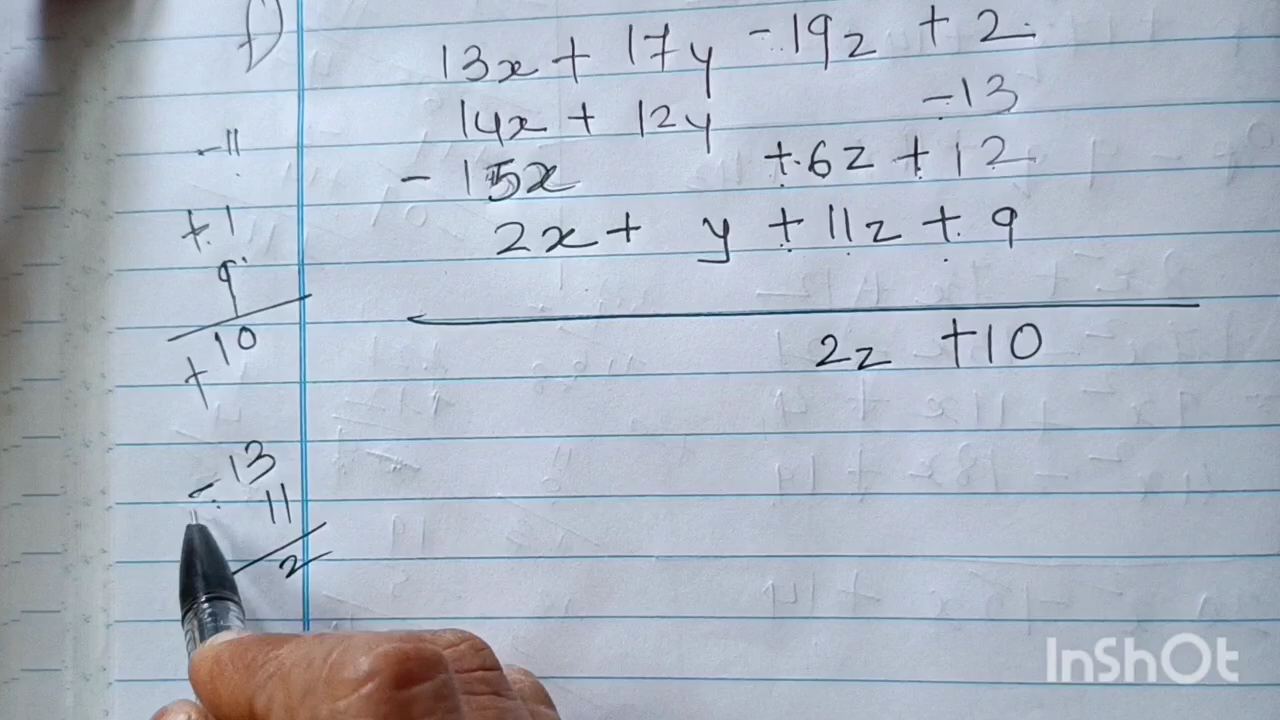 f)
13x + 17y - 19z + 2
14x + 12y - 13
- 15x + 6z + 12
2x + y + 11z + 9
2z + 10
- 11
+ 1
9
+ 10
- 13
11
2
InShOt